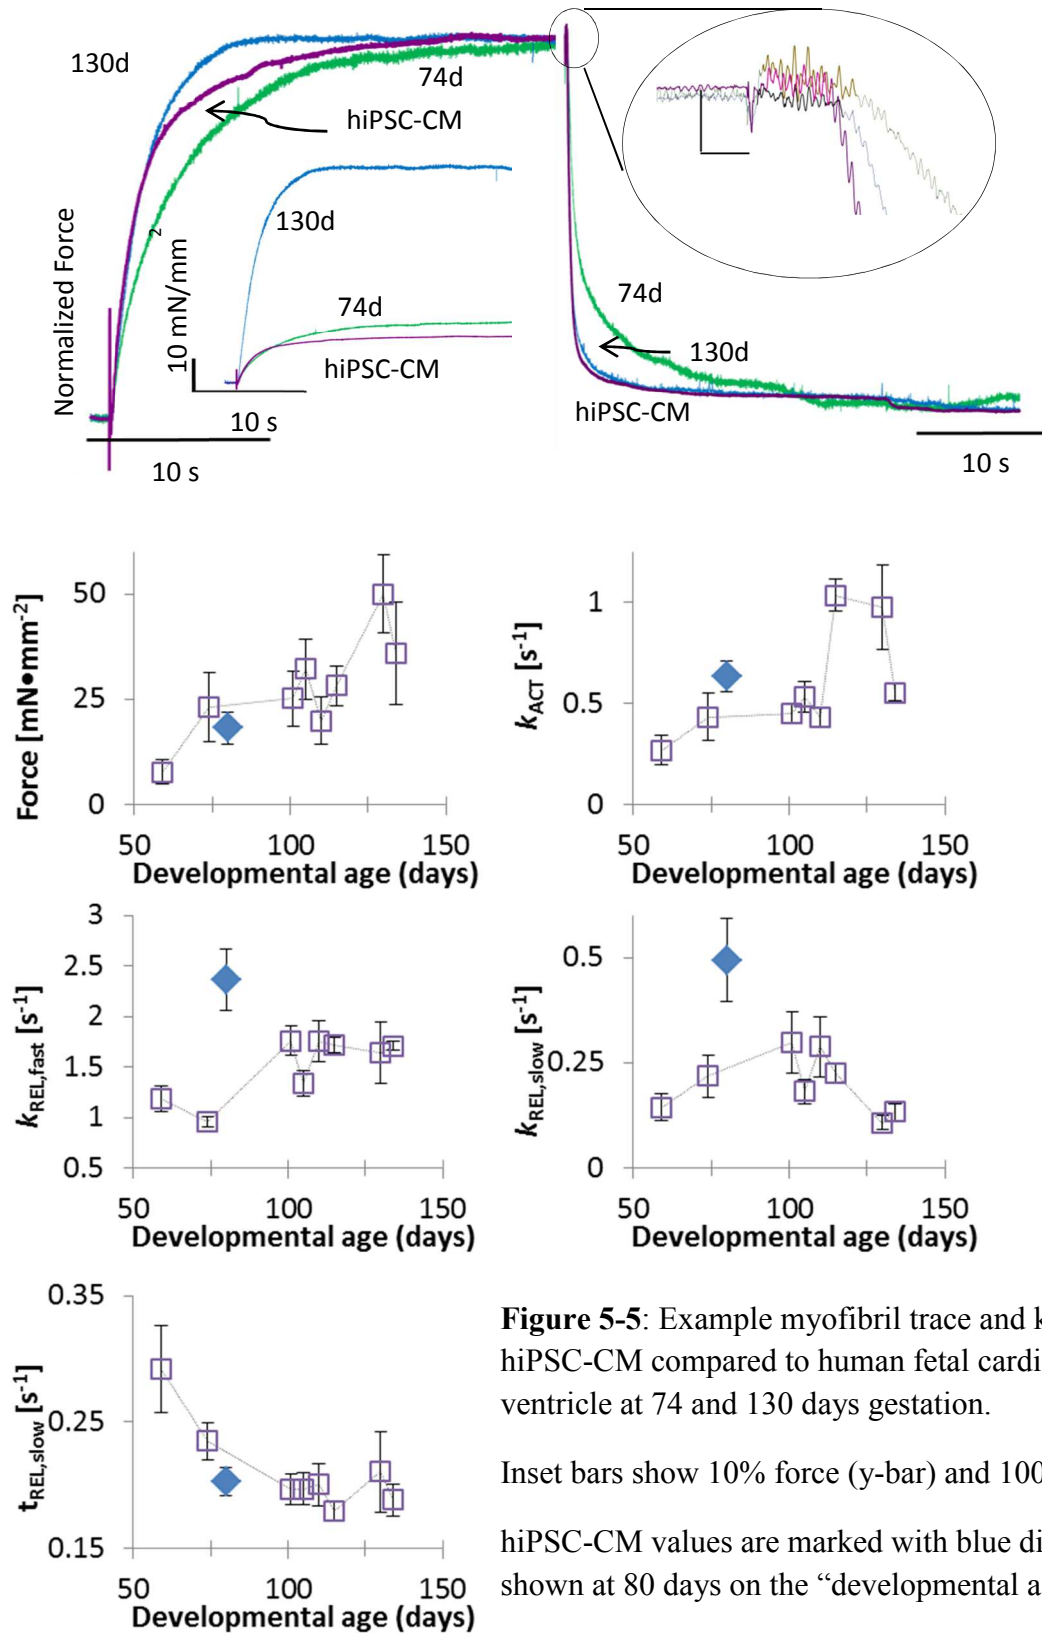 130d
74d
hiPSC-CM
Normalized Force
10 mN/mm2
130d
74d
hiPSC-CM
10 s
10 s
74d
130d
hiPSC-CM
10 s
Force [mN•mm-2]
50
25
0
50 100 150
Developmental age (days)
kACT [s-1]
1
0.5
0
50 100 150
Developmental age (days)
kREL,fast [s-1]
3
2.5
2
1.5
1
0.5
50 100 150
Developmental age (days)
kREL,slow [s-1]
0.5
0.25
0
50 100 150
Developmental age (days)
tREL,slow [s-1]
0.35
0.25
0.15
50 100 150
Developmental age (days)
Figure 5-5: Example myofibril trace and k
hiPSC-CM compared to human fetal cardi
ventricle at 74 and 130 days gestation.
Inset bars show 10% force (y-bar) and 100
hiPSC-CM values are marked with blue di
shown at 80 days on the “developmental a